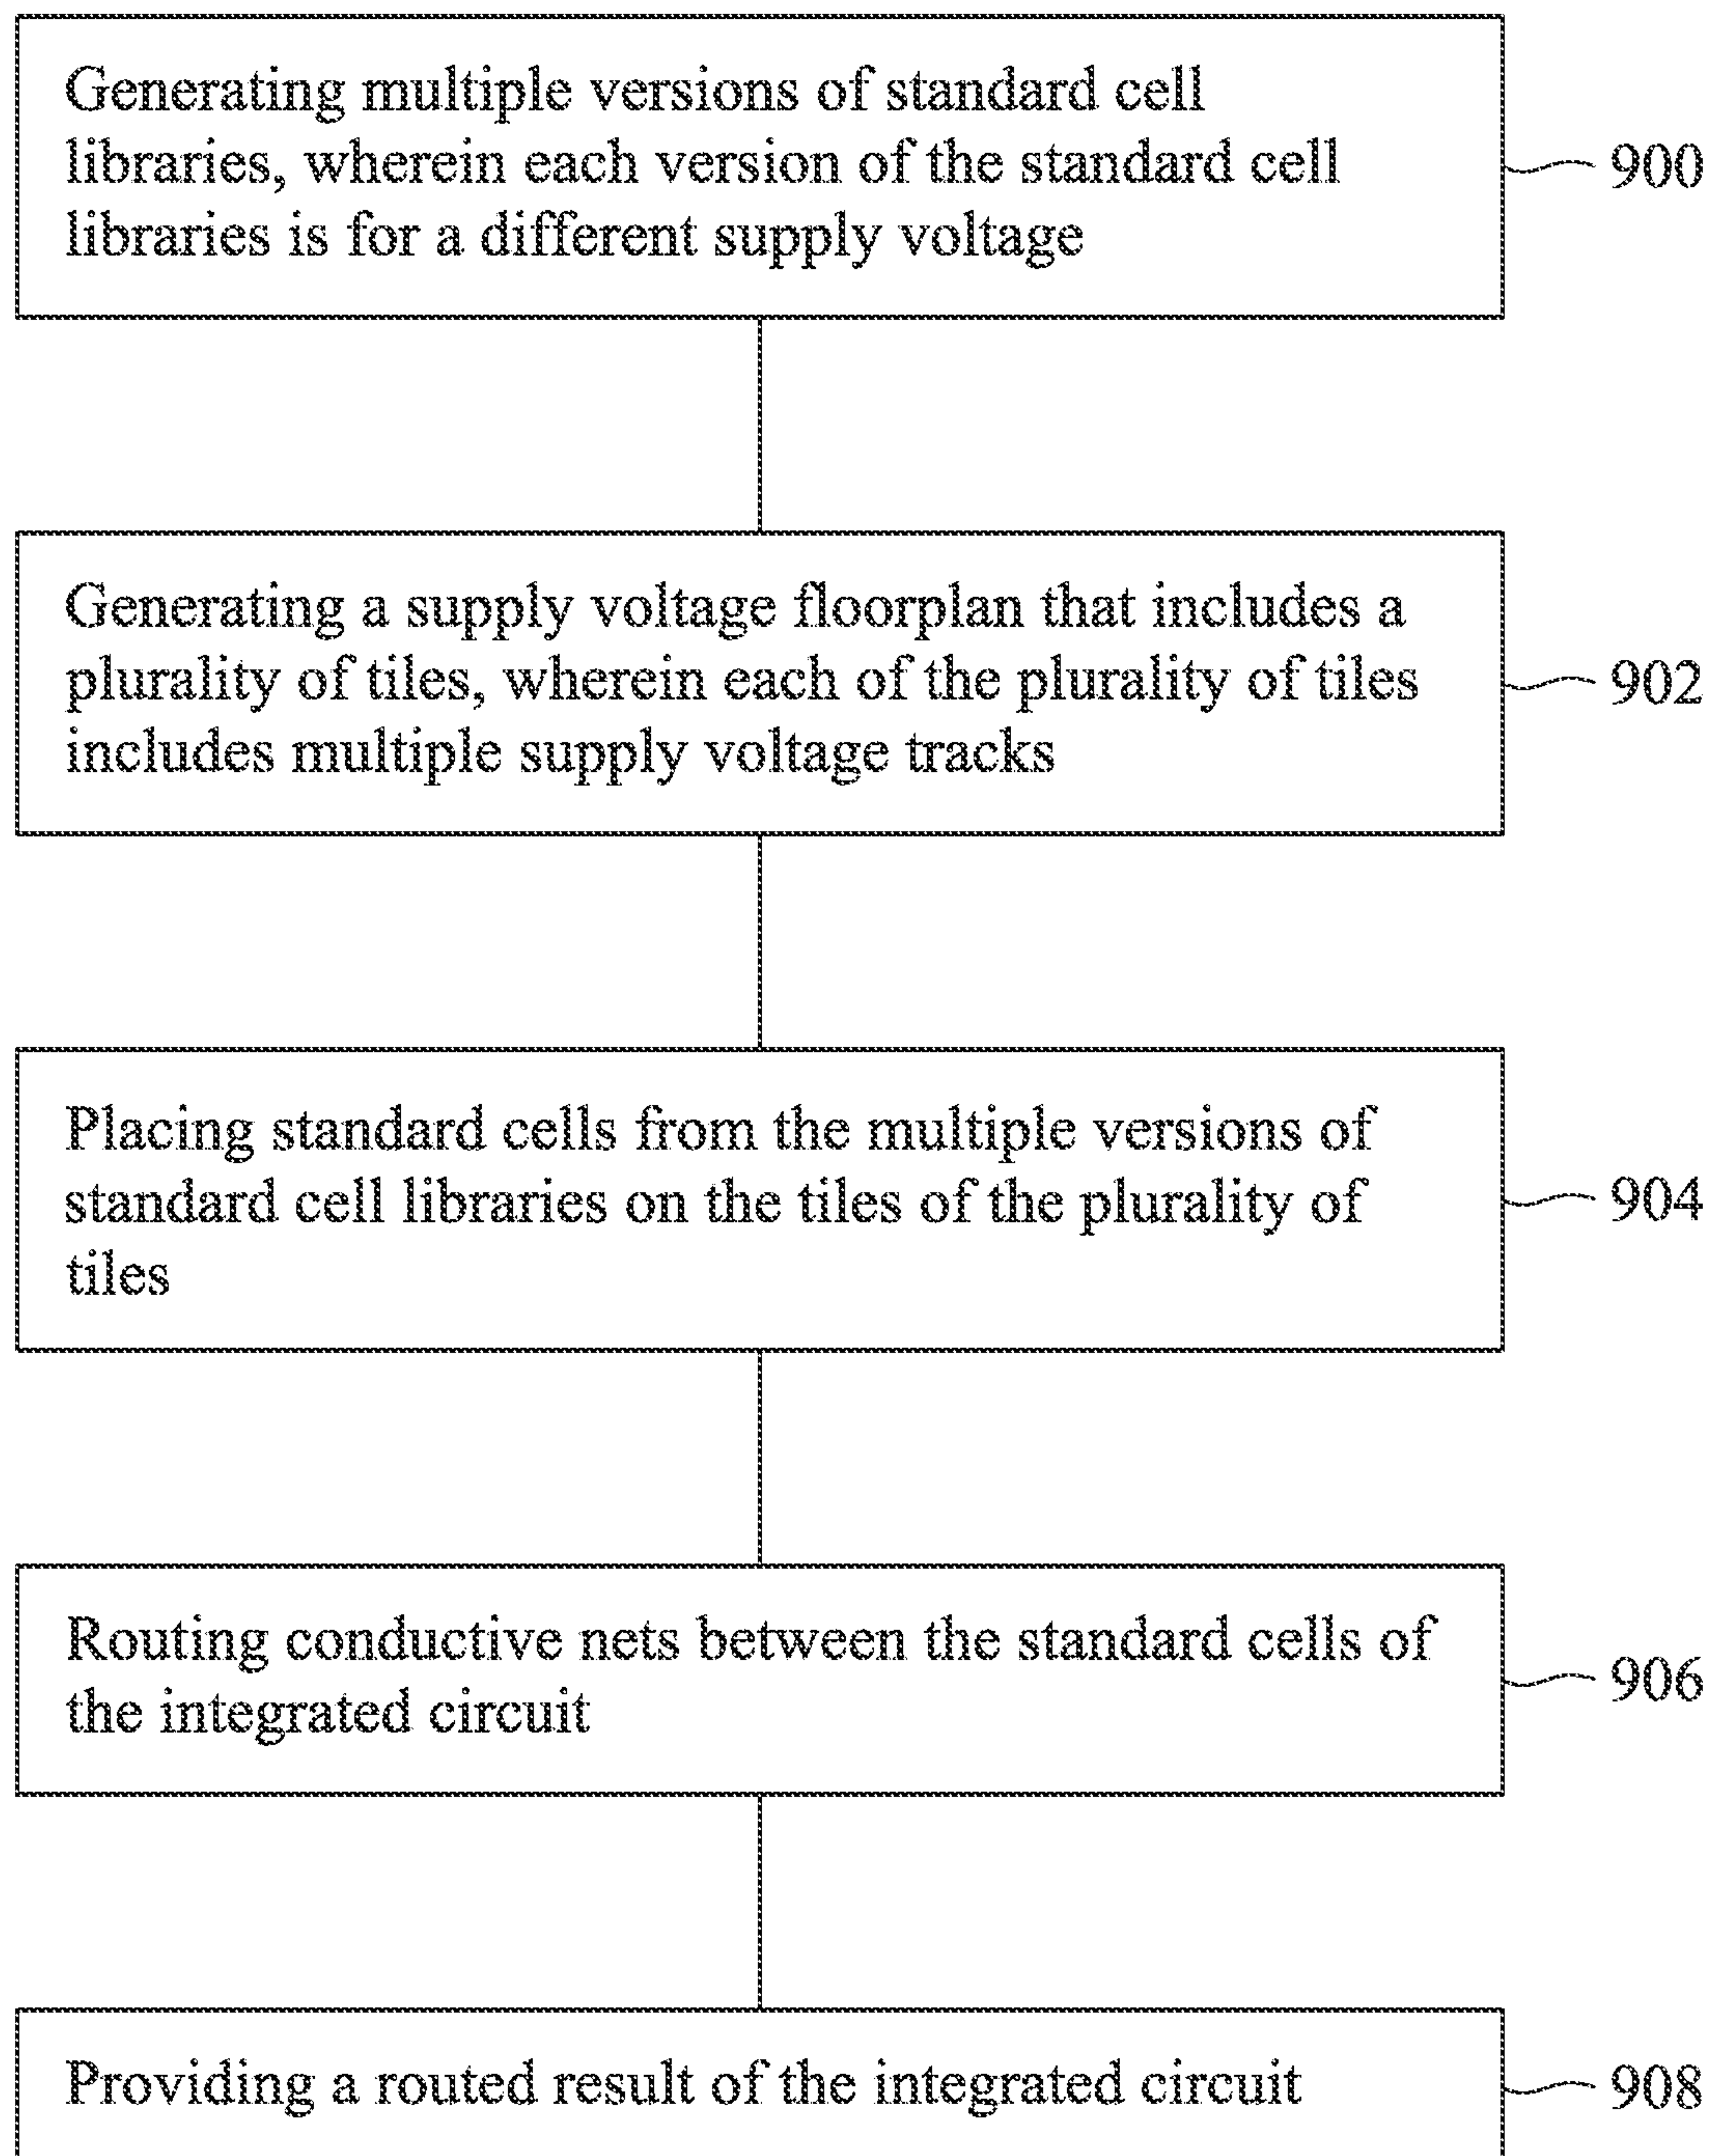 Generating multiple versions of standard cell
libraries, wherein each version of the standard cell
libraries is for a different supply voltage
900
Generating a supply voltage floorplan that includes a
plurality of tiles, wherein each of the plurality of tiles
includes multiple supply voltage tracks
902
Placing standard cells from the multiple versions of
standard cell libraries on the tiles of the plurality of
tiles
904
Routing conductive nets between the standard cells of
the integrated circuit
906
Providing a routed result of the integrated circuit
908